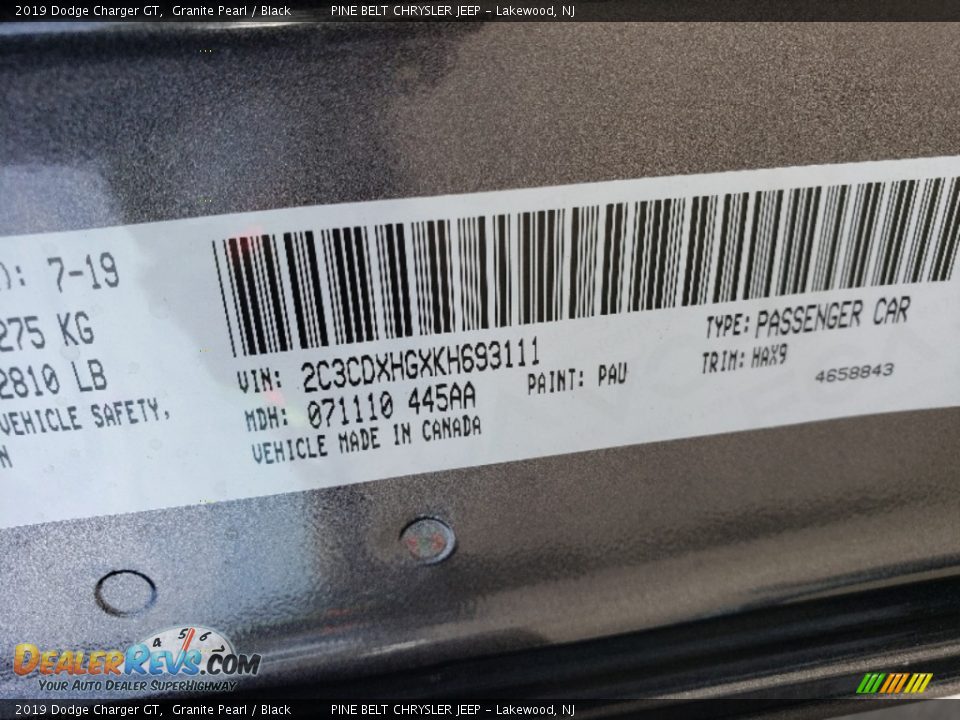 2019 Dodge Charger GT, Granite Pearl / Black PINE BELT CHRYSLER JEEP - Lakewood, NJ
): 7-19
275 KG
2810 LB
VEHICLE SAFETY,
N
VIN: 2C3CDXHGXKH693111
MDH: 071110 445AA
VEHICLE MADE IN CANADA
PAINT: PAU
TYPE: PASSENGER CAR
TRIM: HAX9
4658843
4 5 6
DEALERREVS.COM
YOUR AUTO DEALER SUPERHIGHWAY
2019 Dodge Charger GT, Granite Pearl / Black PINE BELT CHRYSLER JEEP - Lakewood, NJ